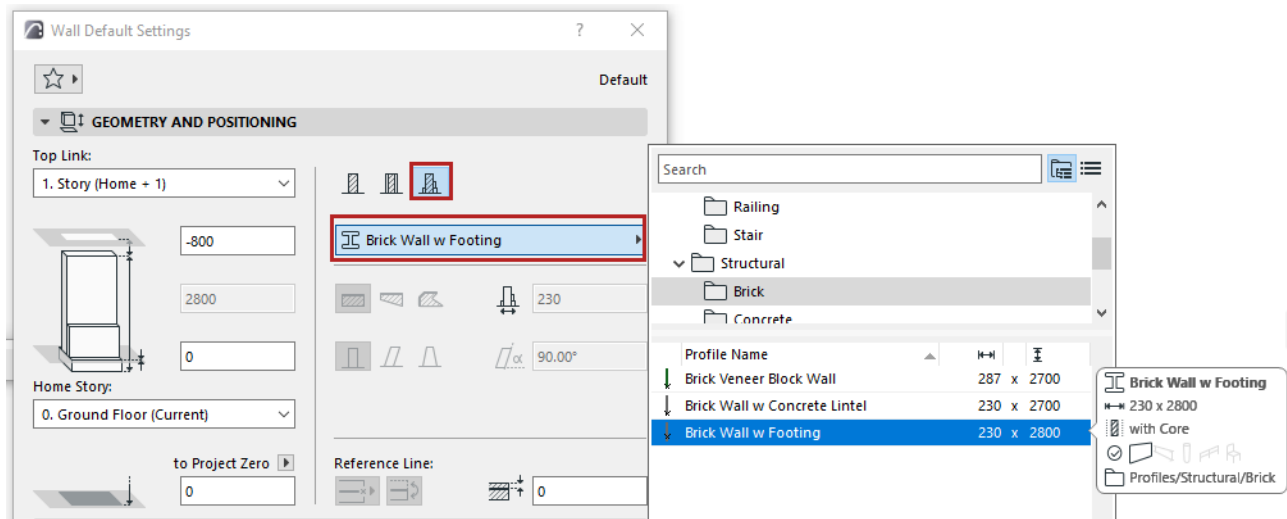 Wall Default Settings
?
Default
GEOMETRY AND POSITIONING
Top Link:
1. Story (Home + 1)
-800
2800
0
Home Story:
0. Ground Floor (Current)
to Project Zero
0
Brick Wall w Footing
230
α
90.00°
Reference Line:
0
Search
Railing
Stair
Structural
Brick
Concrete
Profile Name
Brick Veneer Block Wall 287 x 2700
Brick Wall w Concrete Lintel 230 x 2700
Brick Wall w Footing 230 x 2800
Brick Wall w Footing
230 x 2800
with Core
Profiles/Structural/Brick